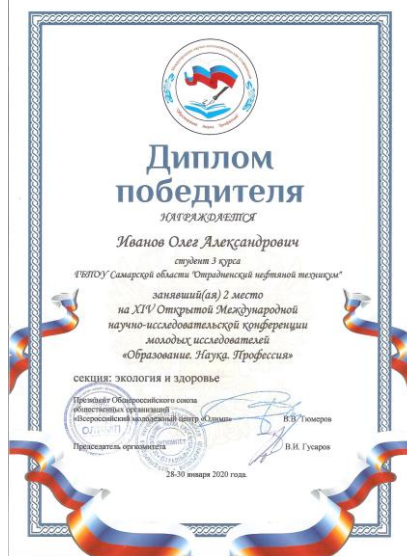 Диплом
победителя
НАГРАЖДАЕТСЯ
Иванов Олег Александрович
студент 3 курса
ГБПОУ Самарской области "Отрадненский нефтяной техникум"
занявший(ая) 2 место
на XIV Открытой Международной
научно-исследовательской конференции
молодых исследователей
«Образование. Наука. Профессия»
секция: экология и здоровье
Президент Общероссийского союза
общественных организаций
«Всероссийский молодежный центр «Олимп»
В.В. Тюмеров
Председатель оргкомитета
В.И. Гусаров
28-30 января 2020 года